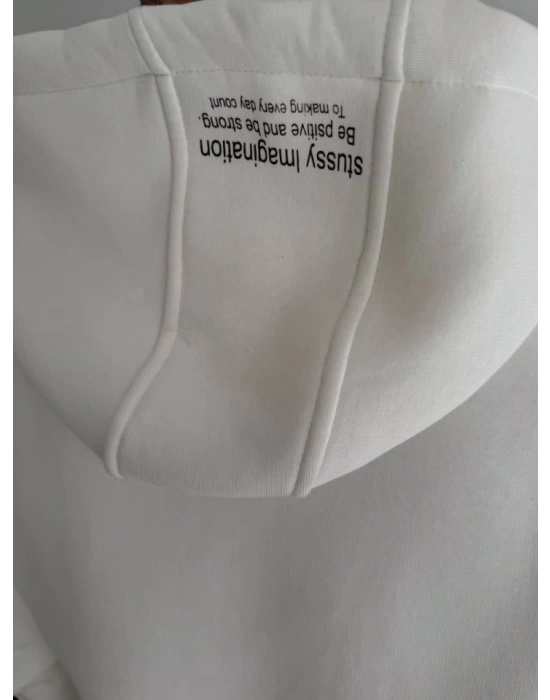 stussy Imagination
Be psitive and be strong.
To making every day count